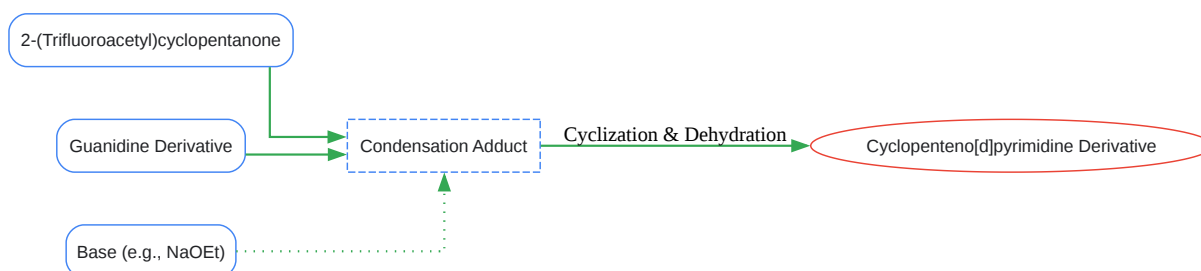 2-(Trifluoroacetyl)cyclopentanone
Guanidine Derivative
Base (e.g., NaOEt)
Condensation Adduct
Cyclization & Dehydration
Cyclopenteno[d]pyrimidine Derivative